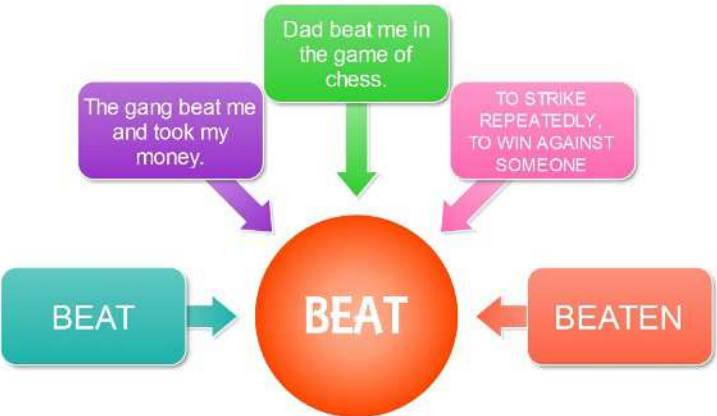 Dad beat me in
the game of
chess.
The gang beat me
and took my
money.
TO STRIKE
REPEATEDLY,
TO WIN AGAINST
SOMEONE
BEAT
BEAT
BEATEN